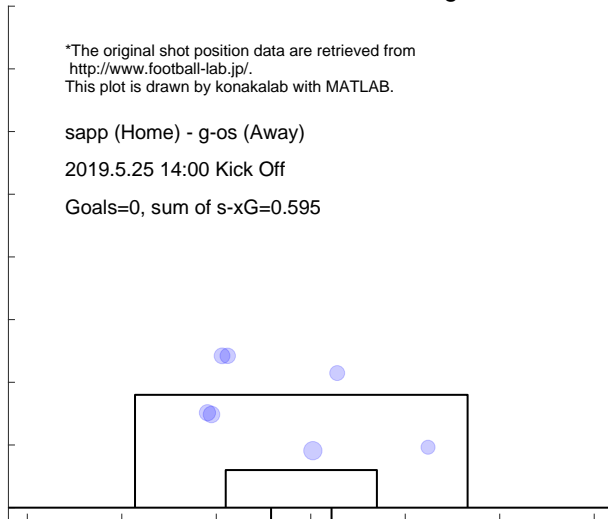 *The original shot position data are retrieved from
http://www.football-lab.jp/.
This plot is drawn by konakalab with MATLAB.
sapp (Home) - g-os (Away)
2019.5.25 14:00 Kick Off
Goals=0, sum of s-xG=0.595